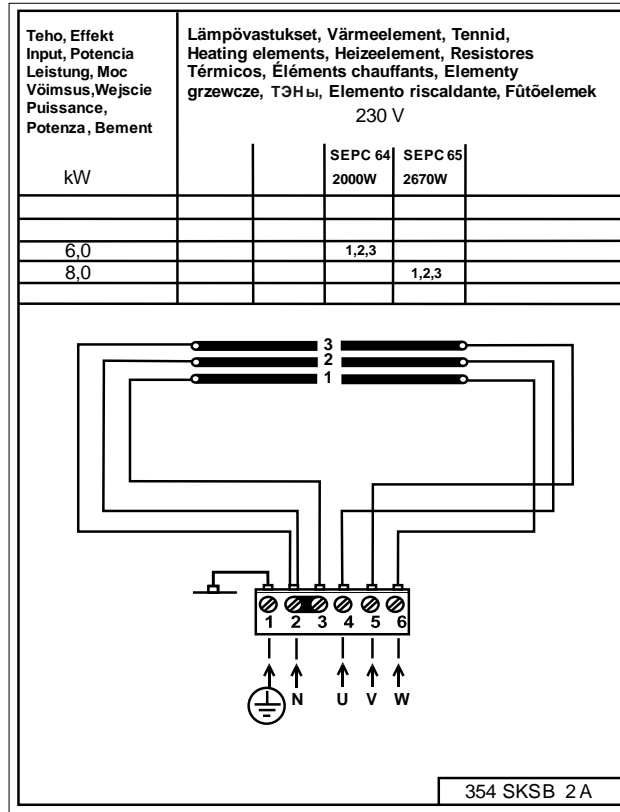 Teho, Effekt
Input, Potencia
Leistung, Moc
Vöimsus,Wejscie
Puissance,
Potenza, Bement
kW
Lämpövastukset, Värmeelement, Tennid,
Heating elements, Heizeelement, Resistores
Térmicos, Éléments chauffants, Elementy
grzewcze, ТЭНы, Elemento riscaldante, Fûtõelemek
230 V
SEPC 64 SEPC 65
2000W 2670W
6,0 1,2,3
8,0 1,2,3
3
2
1
1 2 3 4 5 6
N U V W
354 SKSB 2 A